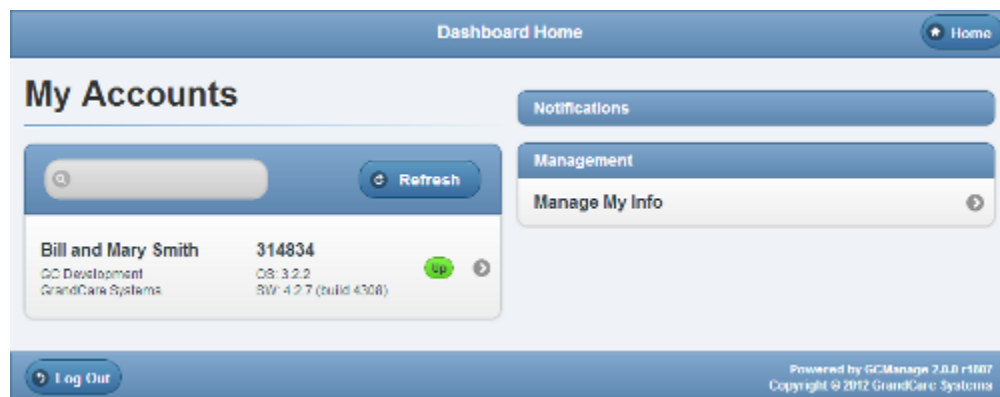 Dashboard Home
Home
My Accounts
Refresh
Bill and Mary Smith
GC Development
GrandCare Systems
314834
OS: 3.2.2
SW: 4.2.7 (build 4308)
Up
Notifications
Management
Manage My Info
Log Out
Powered by GCManage 2.0.0 r1607
Copyright © 2012 GrandCare Systems